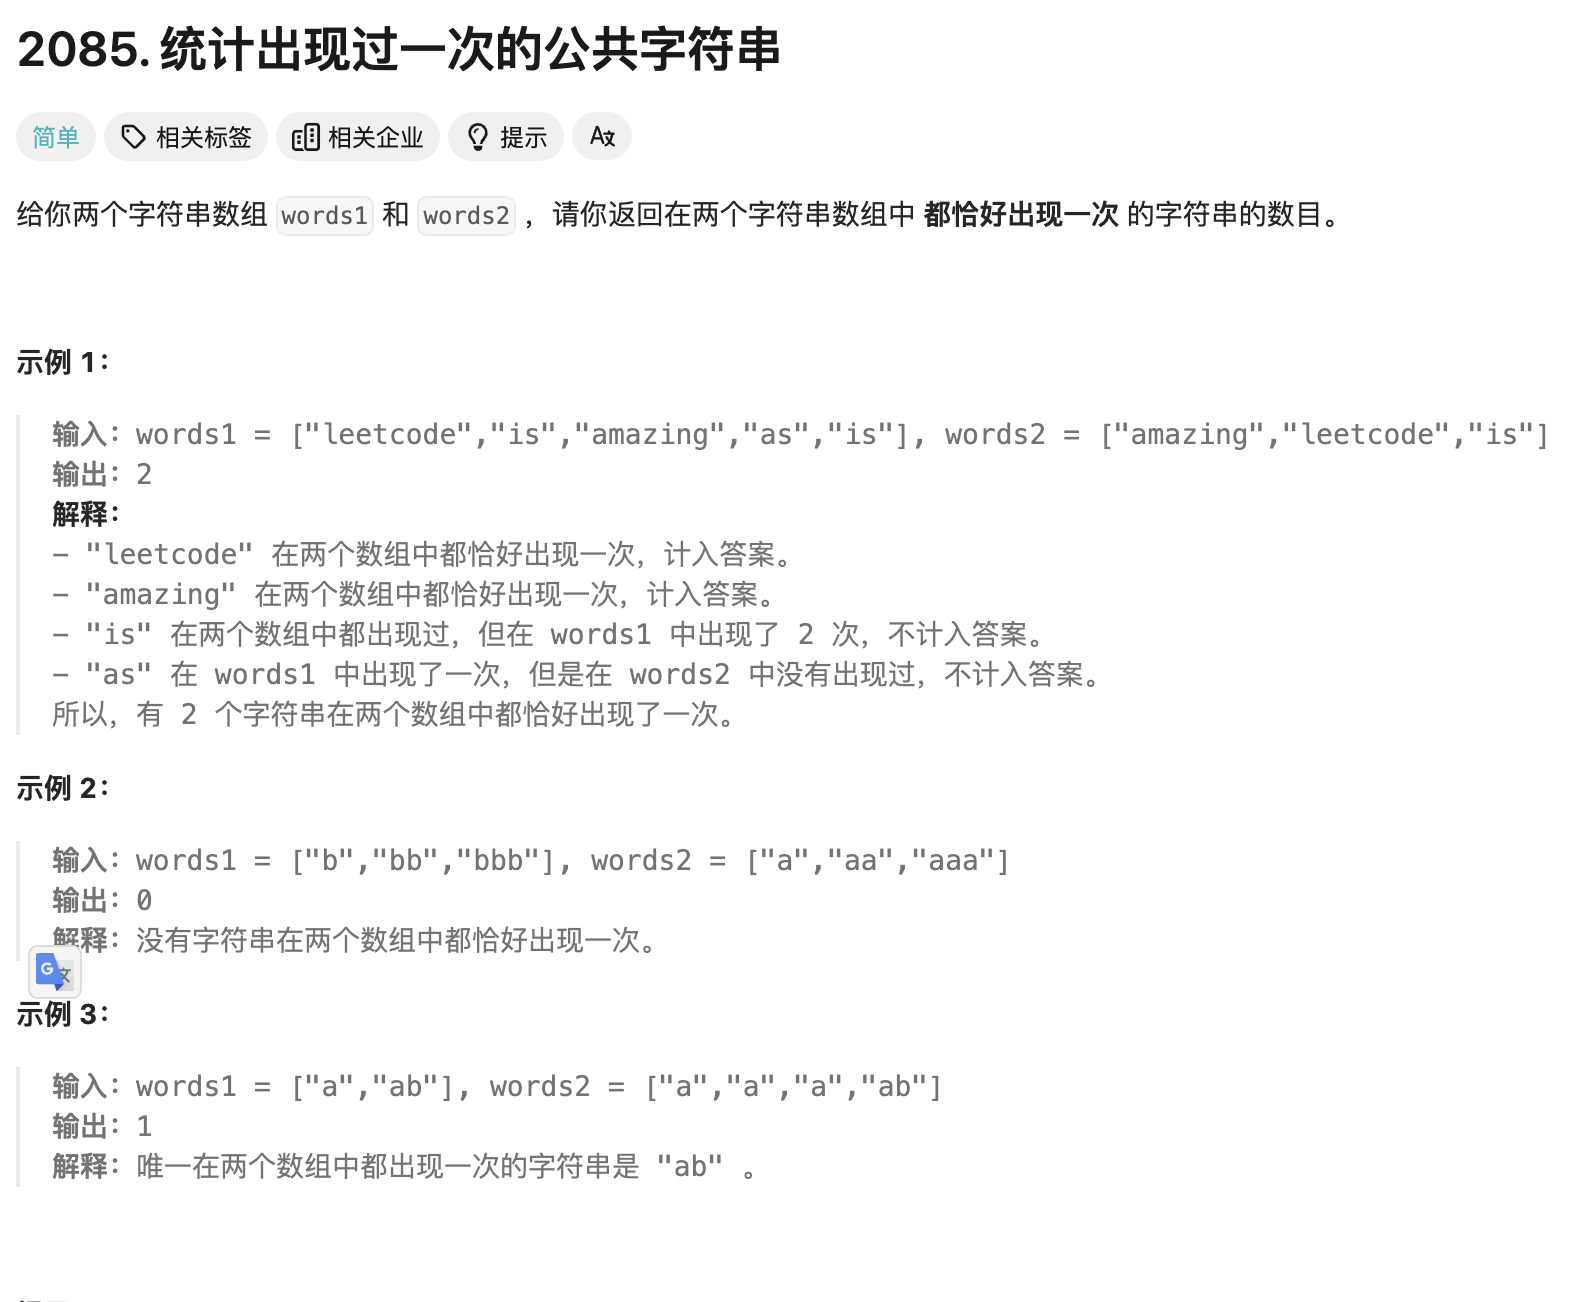 2085. 统计出现过一次的公共字符串
简单 相关标签 相关企业 提示
给你两个字符串数组 words1 和 words2 ，请你返回在两个字符串数组中 都恰好出现一次 的字符串的数目。
示例 1：
输入：words1 = ["leetcode","is","amazing","as","is"], words2 = ["amazing","leetcode","is"]
输出：2
解释：
- "leetcode" 在两个数组中都恰好出现一次，计入答案。
- "amazing" 在两个数组中都恰好出现一次，计入答案。
- "is" 在两个数组中都出现过，但在 words1 中出现了 2 次，不计入答案。
- "as" 在 words1 中出现了一次，但是在 words2 中没有出现过，不计入答案。
所以，有 2 个字符串在两个数组中都恰好出现了一次。
示例 2：
输入：words1 = ["b","bb","bbb"], words2 = ["a","aa","aaa"]
输出：0
解释：没有字符串在两个数组中都恰好出现一次。
示例 3：
输入：words1 = ["a","ab"], words2 = ["a","a","a","ab"]
输出：1
解释：唯一在两个数组中都出现一次的字符串是 "ab" 。